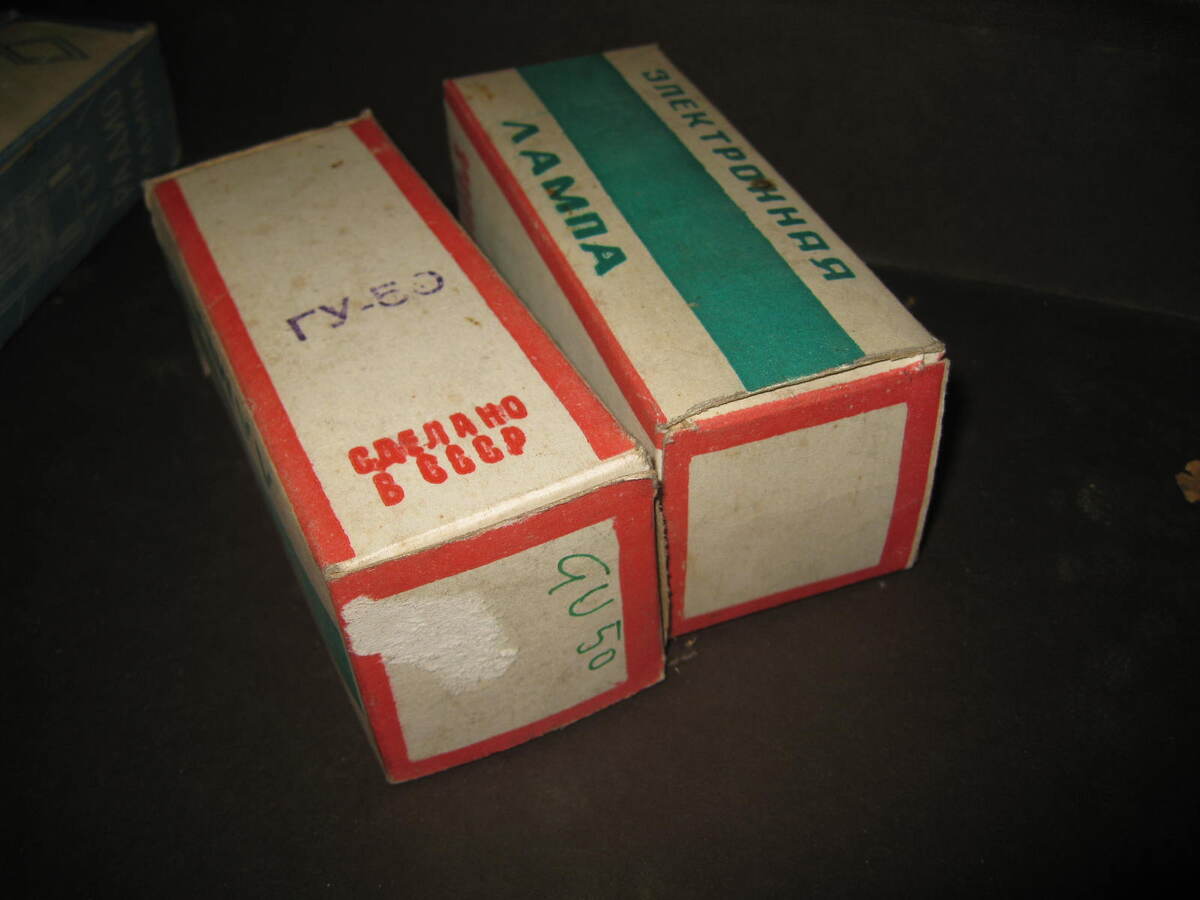 ГУ-50
СДЕЛАНО
В СССР
GU50
ЭЛЕКТРОННАЯ
ЛАМПА